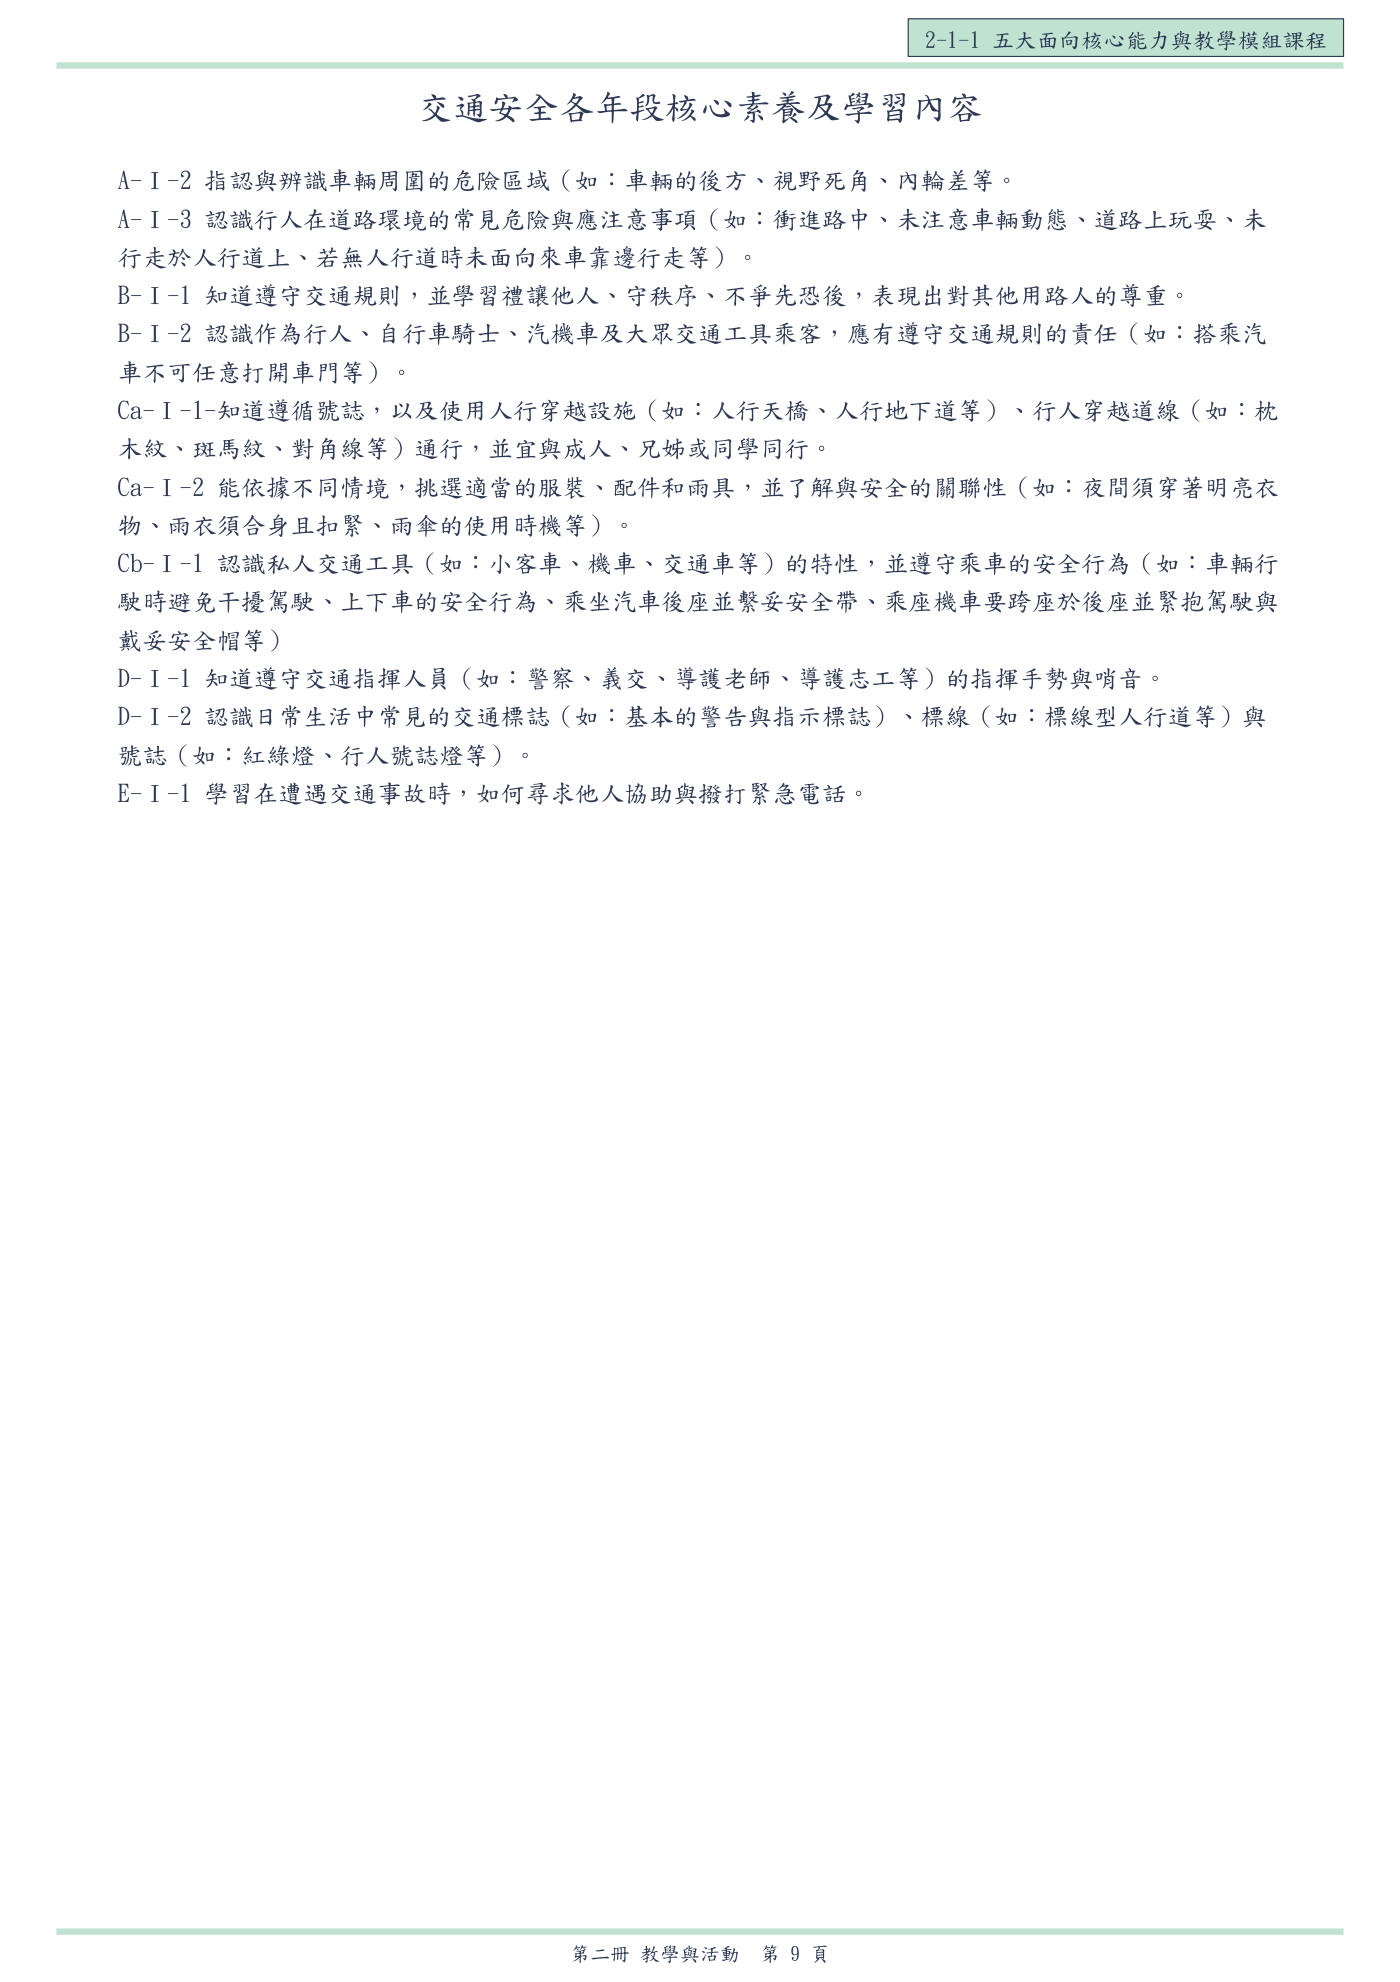 2-1-1 五大面向核心能力與教學模組課程
交通安全各年段核心素養及學習內容
A-Ⅰ-2 指認與辨識車輛周圍的危險區域（如：車輛的後方、視野死角、內輪差等。
A-Ⅰ-3 認識行人在道路環境的常見危險與應注意事項（如：衝進路中、未注意車輛動態、道路上玩耍、未
行走於人行道上、若無人行道時未面向來車靠邊行走等）。
B-Ⅰ-1 知道遵守交通規則，並學習禮讓他人、守秩序、不爭先恐後，表現出對其他用路人的尊重。
B-Ⅰ-2 認識作為行人、自行車騎士、汽機車及大眾交通工具乘客，應有遵守交通規則的責任（如：搭乘汽
車不可任意打開車門等）。
Ca-Ⅰ-1-知道遵循號誌，以及使用人行穿越設施（如：人行天橋、人行地下道等）、行人穿越道線（如：枕
木紋、斑馬紋、對角線等）通行，並宜與成人、兄姊或同學同行。
Ca-Ⅰ-2 能依據不同情境，挑選適當的服裝、配件和雨具，並了解與安全的關聯性（如：夜間須穿著明亮衣
物、雨衣須合身且扣緊、雨傘的使用時機等）。
Cb-Ⅰ-1 認識私人交通工具（如：小客車、機車、交通車等）的特性，並遵守乘車的安全行為（如：車輛行
駛時避免干擾駕駛、上下車的安全行為、乘坐汽車後座並繫妥安全帶、乘座機車要跨座於後座並緊抱駕駛與
戴妥安全帽等）
D-Ⅰ-1 知道遵守交通指揮人員（如：警察、義交、導護老師、導護志工等）的指揮手勢與哨音。
D-Ⅰ-2 認識日常生活中常見的交通標誌（如：基本的警告與指示標誌）、標線（如：標線型人行道等）與
號誌（如：紅綠燈、行人號誌燈等）。
E-Ⅰ-1 學習在遭遇交通事故時，如何尋求他人協助與撥打緊急電話。
第二冊 教學與活動 第 9 頁